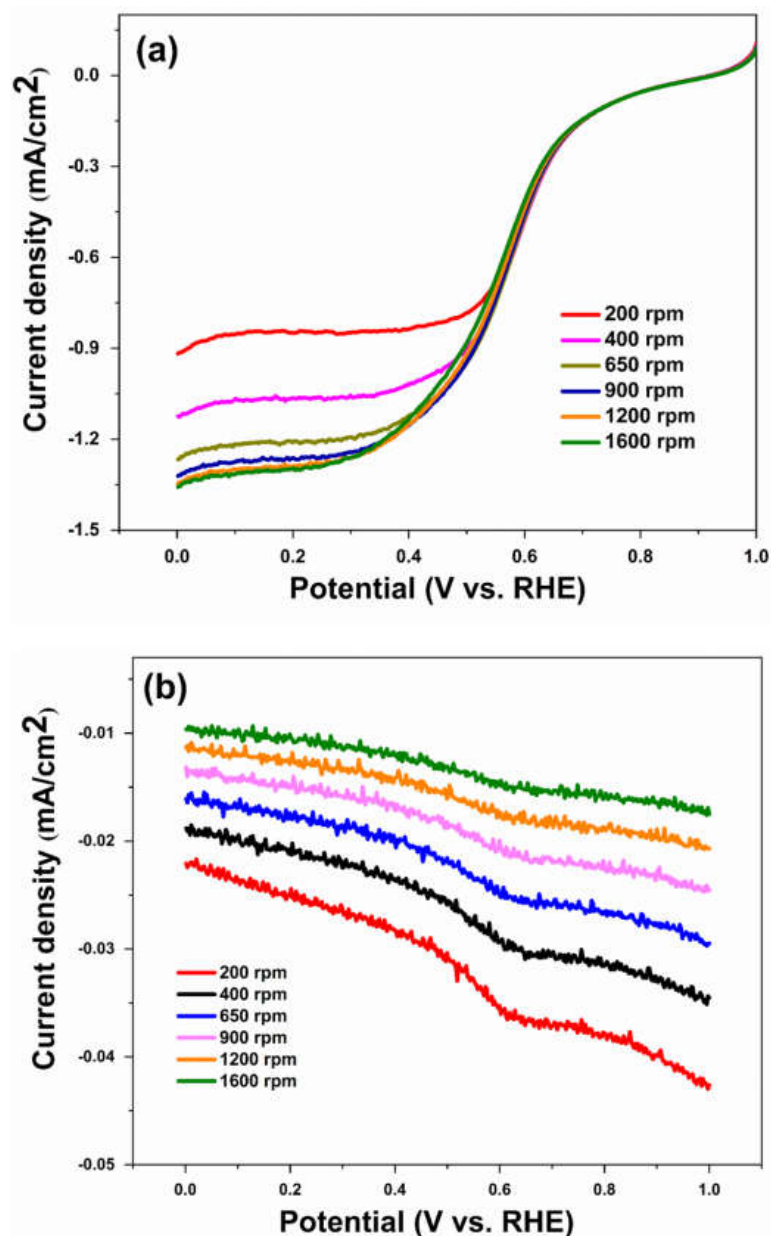 (a)
Current density (mA/cm2)
0.0
-0.3
-0.6
-0.9
-1.2
-1.5
200 rpm
400 rpm
650 rpm
900 rpm
1200 rpm
1600 rpm
0.0 0.2 0.4 0.6 0.8 1.0
Potential (V vs. RHE)
(b)
Current density (mA/cm2)
-0.01
-0.02
-0.03
-0.04
-0.05
200 rpm
400 rpm
650 rpm
900 rpm
1200 rpm
1600 rpm
0.0 0.2 0.4 0.6 0.8 1.0
Potential (V vs. RHE)